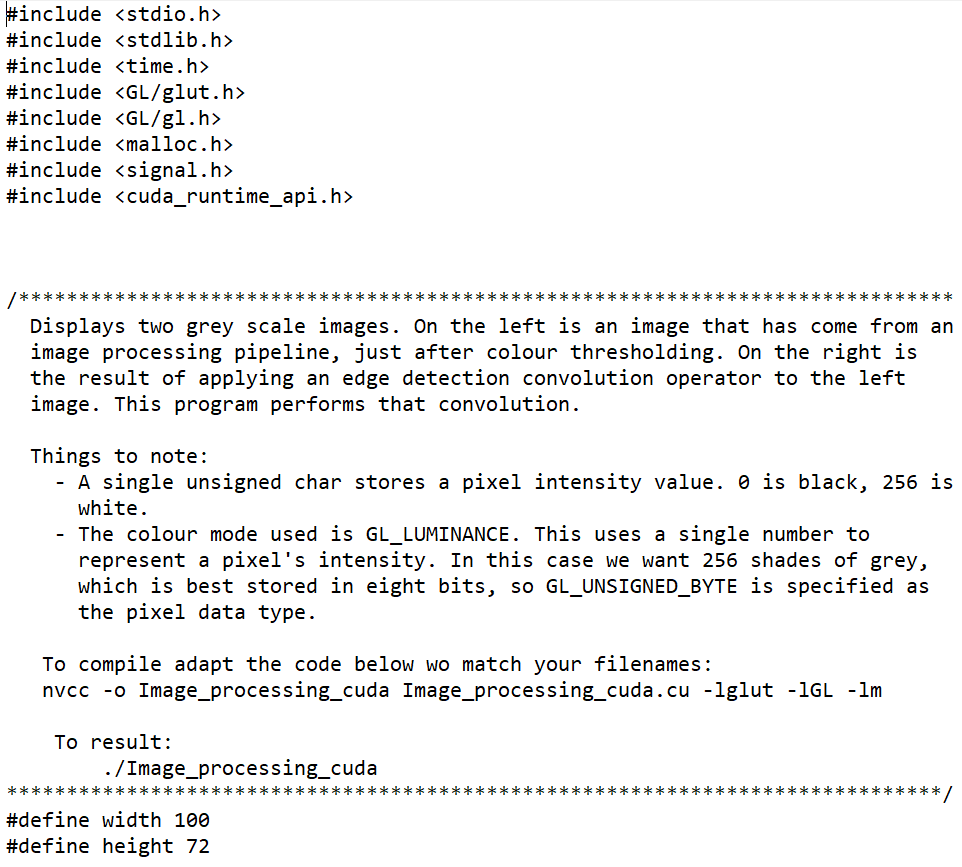 #include <stdio.h>
#include <stdlib.h>
#include <time.h>
#include <GL/glut.h>
#include <GL/gl.h>
#include <malloc.h>
#include <signal.h>
#include <cuda_runtime_api.h>
/******************************************************************************
Displays two grey scale images. On the left is an image that has come from an
image processing pipeline, just after colour thresholding. On the right is
the result of applying an edge detection convolution operator to the left
image. This program performs that convolution.
Things to note:
- A single unsigned char stores a pixel intensity value. 0 is black, 256 is
white.
- The colour mode used is GL_LUMINANCE. This uses a single number to
represent a pixel's intensity. In this case we want 256 shades of grey,
which is best stored in eight bits, so GL_UNSIGNED_BYTE is specified as
the pixel data type.
To compile adapt the code below wo match your filenames:
nvcc -o Image_processing_cuda Image_processing_cuda.cu -lglut -lGL -lm
To result:
./Image_processing_cuda
******************************************************************************/
#define width 100
#define height 72